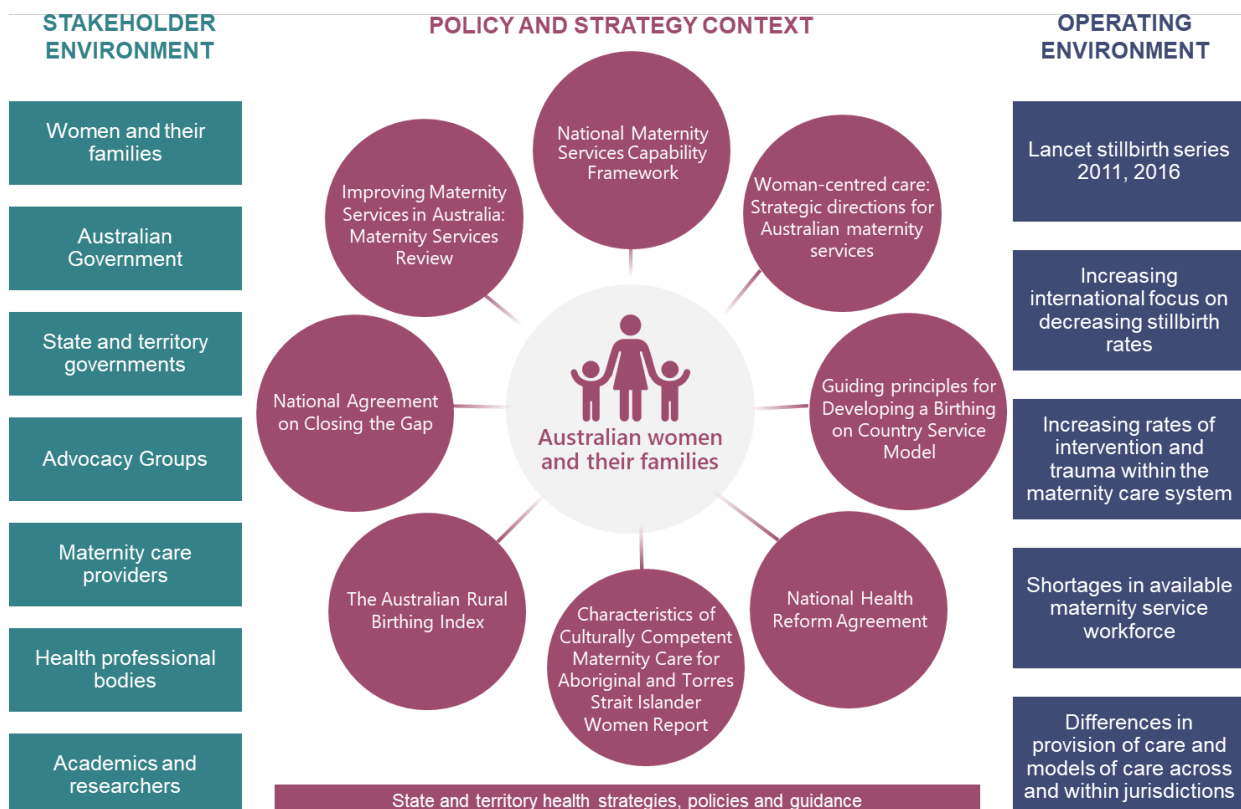 STAKEHOLDER
ENVIRONMENT
Women and their
families
Australian
Government
State and territory
governments
Advocacy Groups
Maternity care
providers
Health professional
bodies
Academics and
researchers
POLICY AND STRATEGY CONTEXT
National Maternity
Services Capability
Framework
Improving Maternity
Services in Australia:
Maternity Services
Review
Woman-centred care:
Strategic directions for
Australian maternity
services
National Agreement
on Closing the Gap
Australian women
and their families
Guiding principles for
Developing a Birthing
on Country Service
Model
The Australian Rural
Birthing Index
Characteristics of
Culturally Competent
Maternity Care for
Aboriginal and Torres
Strait Islander
Women Report
National Health
Reform Agreement
State and territory health strategies, policies and guidance
OPERATING
ENVIRONMENT
Lancet stillbirth series
2011, 2016
Increasing
international focus on
decreasing stillbirth
rates
Increasing rates of
intervention and
trauma within the
maternity care system
Shortages in available
maternity service
workforce
Differences in
provision of care and
models of care across
and within jurisdictions